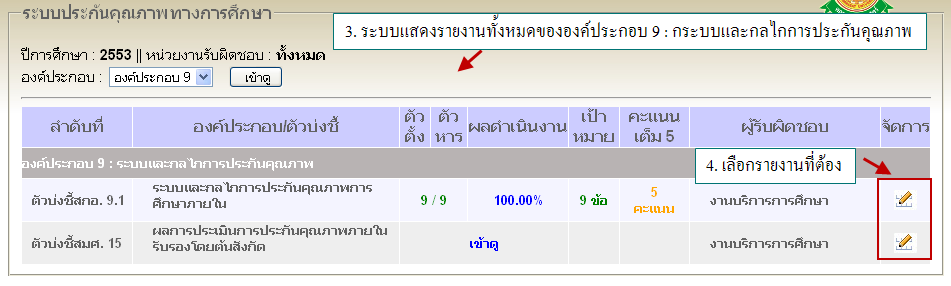 ระบบประกันคุณภาพทางการศึกษา
3. ระบบแสดงรายงานทั้งหมดขององค์ประกอบ 9 : กระบบและกลไกการประกันคุณภาพ
ปีการศึกษา : 2553 || หน่วยงานรับผิดชอบ : ทั้งหมด
องค์ประกอบ : องค์ประกอบ 9 เข้าดู
ลำดับที่ องค์ประกอบ/ตัวบ่งชี้ ตัวตั้ง ตัวหาร ผลดำเนินงาน เป้าหมาย คะแนนเต็ม 5 ผู้รับผิดชอบ จัดการ
องค์ประกอบ 9 : ระบบและกลไกการประกันคุณภาพ
4. เลือกรายงานที่ต้อง
ตัวบ่งชี้สกอ. 9.1 ระบบและกลไกการประกันคุณภาพการศึกษาภายใน 9 / 9 100.00% 9 ข้อ 5 คะแนน งานบริการการศึกษา
ตัวบ่งชี้สมศ. 15 ผลการประเมินการประกันคุณภาพภายในรับรองโดยต้นสังกัด เข้าดู งานบริการการศึกษา